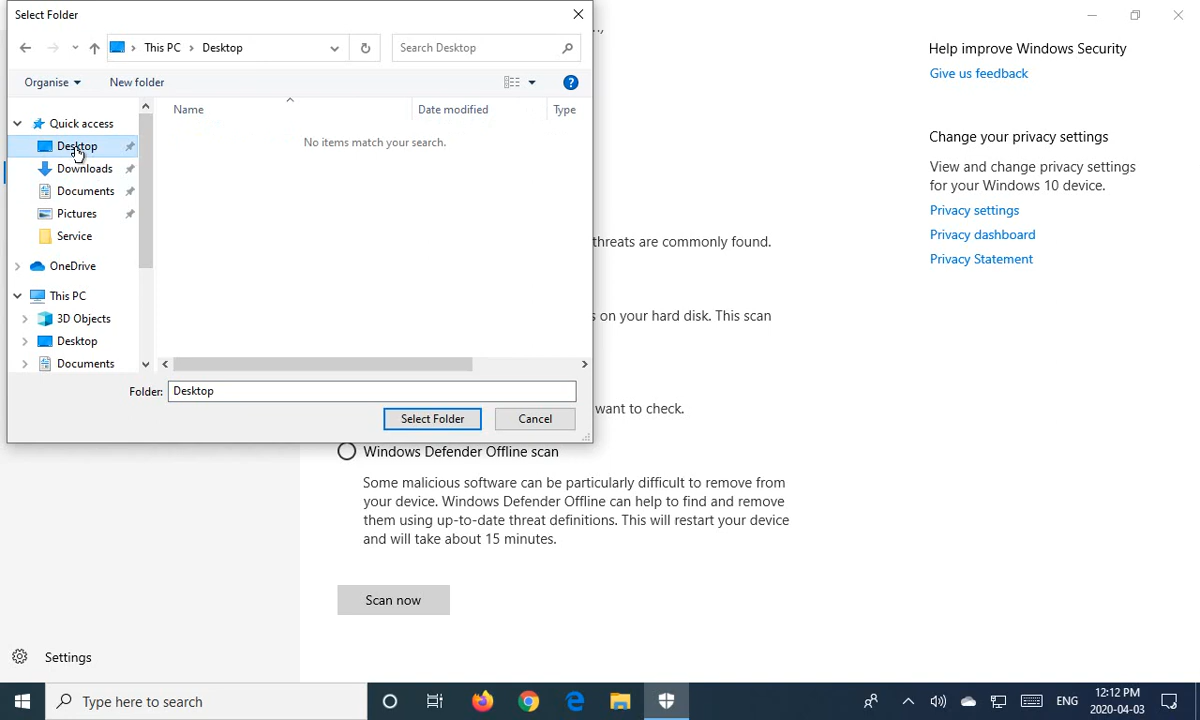 Select Folder
This PC > Desktop
Search Desktop
Organise
New folder
Name
Date modified
Type
No items match your search.
Quick access
Desktop
Downloads
Documents
Pictures
Service
OneDrive
This PC
3D Objects
Desktop
Documents
Folder: Desktop
Select Folder
Cancel
threats are commonly found.
on your hard disk. This scan
want to check.
Windows Defender Offline scan
Some malicious software can be particularly difficult to remove from
your device. Windows Defender Offline can help to find and remove
them using up-to-date threat definitions. This will restart your device
and will take about 15 minutes.
Scan now
Help improve Windows Security
Give us feedback
Change your privacy settings
View and change privacy settings
for your Windows 10 device.
Privacy settings
Privacy dashboard
Privacy Statement
Settings
Type here to search
ENG
12:12 PM
2020-04-03